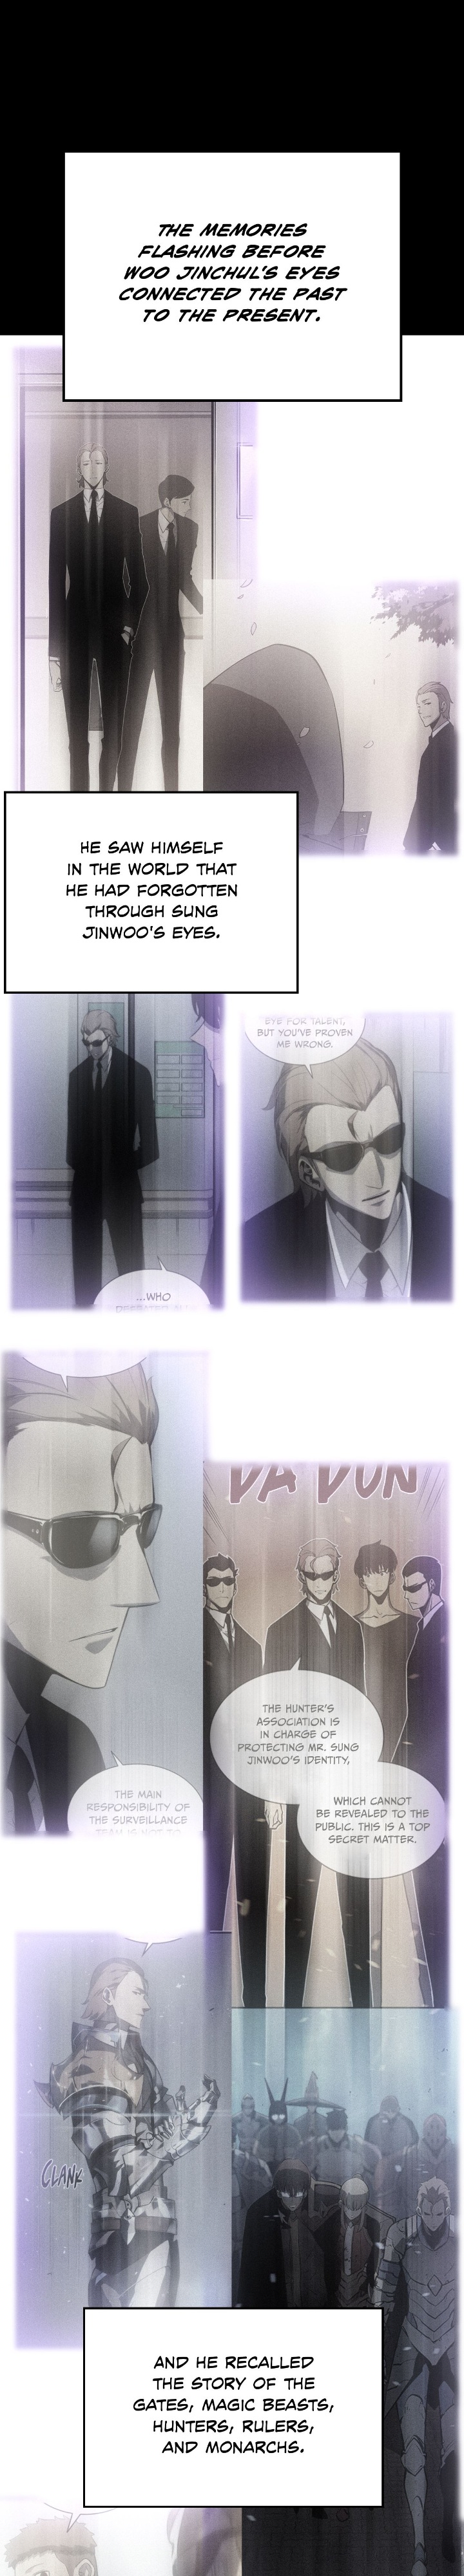 THE MEMORIES
FLASHING BEFORE
WOO JINCHUL'S EYES
CONNECTED THE PAST
TO THE PRESENT.
HE SAW HIMSELF
IN THE WORLD THAT
HE HAD FORGOTTEN
THROUGH SUNG
JINWOO'S EYES.
EYE FOR TALENT,
BUT YOU'VE PROVEN
ME WRONG.
...WHO
DA DUN
THE HUNTER'S
ASSOCIATION IS
IN CHARGE OF
PROTECTING MR. SUNG
JINWOO'S IDENTITY,
WHICH CANNOT
BE REVEALED TO THE
PUBLIC. THIS IS A TOP
SECRET MATTER.
THE MAIN
RESPONSIBILITY OF
THE SURVEILLANCE
TEAM IS NOT TO
CLANK
AND HE RECALLED
THE STORY OF THE
GATES, MAGIC BEASTS,
HUNTERS, RULERS,
AND MONARCHS.